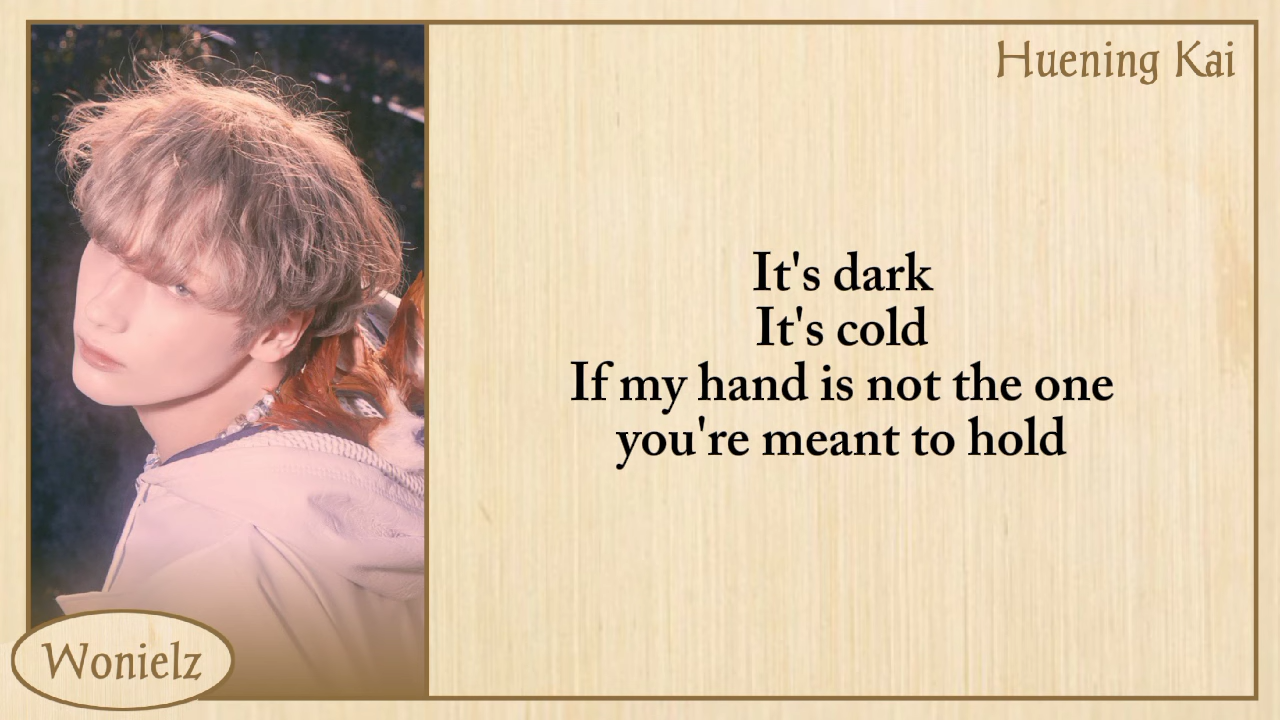 Huening Kai
It's dark
It's cold
If my hand is not the one
you're meant to hold
Wonielz